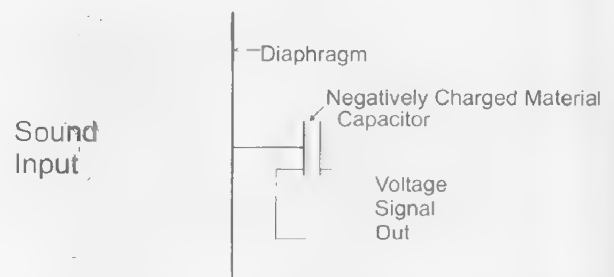 Diaphragm
Negatively Charged Material
Capacitor
Sound
Input
Voltage
Signal
Out